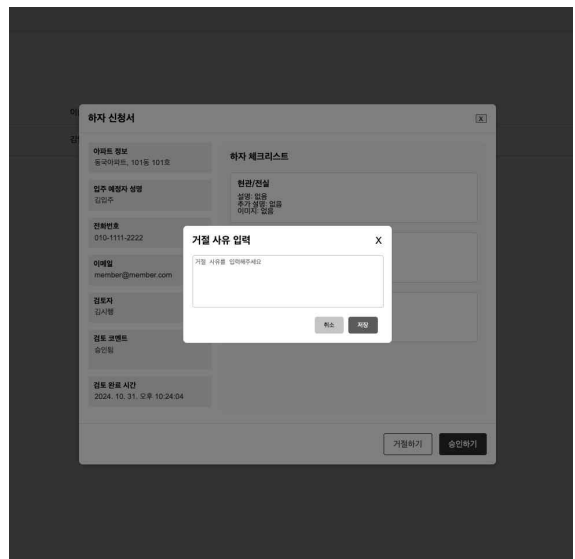 하자 신청서
X
아파트 정보
동국아파트, 101동 101호
입주 예정자 성명
김입주
전화번호
010-1111-2222
이메일
member@member.com
검토자
김시행
검토 코멘트
승인됨
검토 완료 시간
2024. 10. 31. 오후 10:24:04
하자 체크리스트
현관/전실
설명: 없음
추가 설명: 없음
이미지: 없음
거절 사유 입력
X
거절 사유를 입력해주세요
취소
저장
거절하기
승인하기